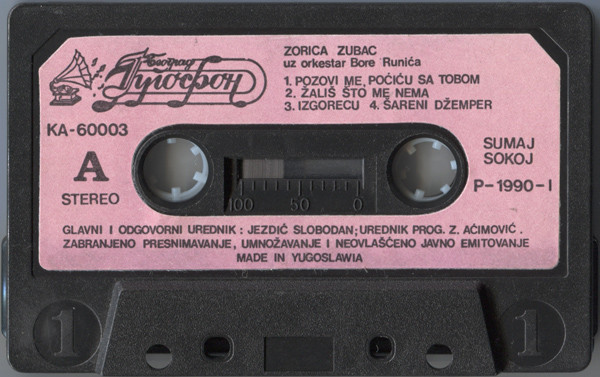 Београд
Југофон
ZORICA ZUBAC
uz orkestar Bore Runića
1. POZOVI ME, POĆIĆU SA TOBOM
2. ŽALIŠ ŠTO ME NEMA
3. IZGORECU 4. ŠARENI DŽEMPER
KA-60003
A
STEREO
SUMAJ
SOKOJ
P-1990-I
100 50 0
GLAVNI I ODGOVORNI UREDNIK : JEZDIĆ SLOBODAN; UREDNIK PROG. Z. AĆIMOVIĆ.
ZABRANJENO PRESNIMAVANJE, UMNOŽAVANJE I NEOVLAŠĆENO JAVNO EMITOVANJE
MADE IN YUGOSLAWIA
1 1